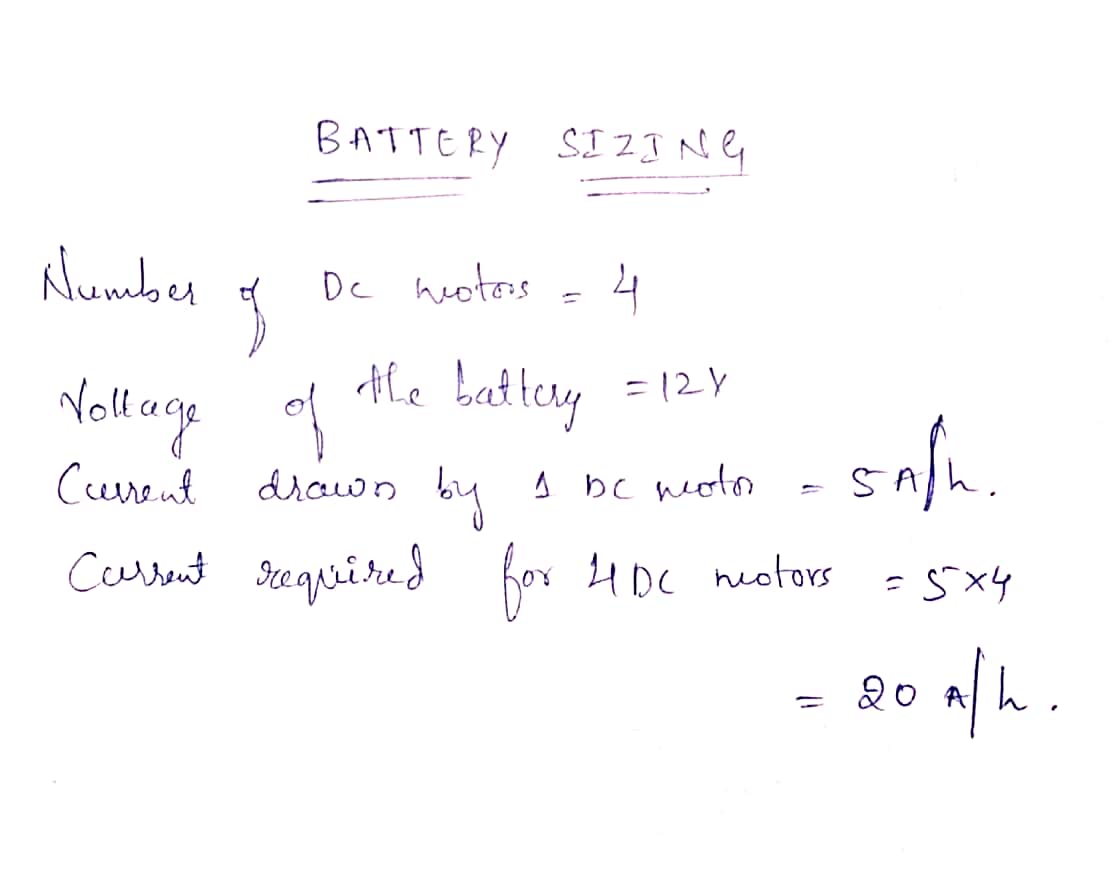 BATTERY SIZING
Number of DC motors = 4
Voltage of the battery = 12V
Current drawn by 1 DC motor = 5 A/h.
Current required for 4 DC motors = 5×4
= 20 A/h.